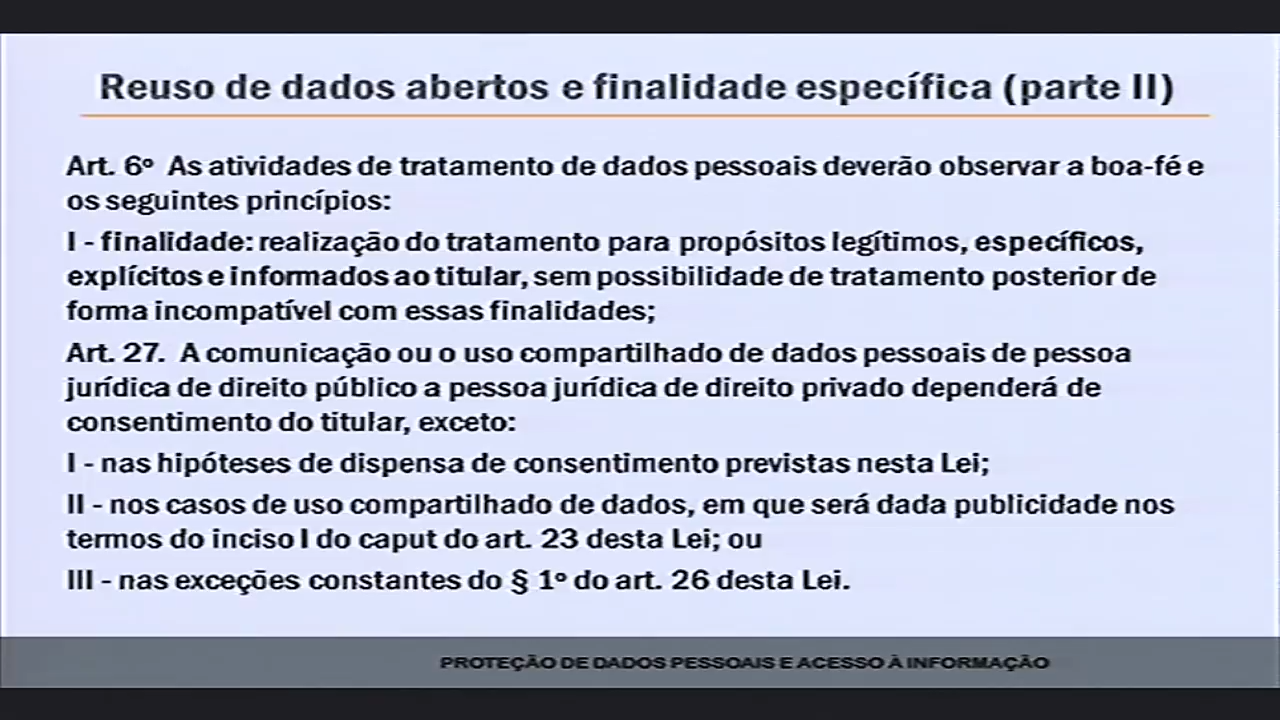 Reuso de dados abertos e finalidade específica (parte II)
Art. 6º As atividades de tratamento de dados pessoais deverão observar a boa-fé e
os seguintes princípios:
I - finalidade: realização do tratamento para propósitos legítimos, específicos,
explícitos e informados ao titular, sem possibilidade de tratamento posterior de
forma incompatível com essas finalidades;
Art. 27. A comunicação ou o uso compartilhado de dados pessoais de pessoa
jurídica de direito público a pessoa jurídica de direito privado dependerá de
consentimento do titular, exceto:
I - nas hipóteses de dispensa de consentimento previstas nesta Lei;
II - nos casos de uso compartilhado de dados, em que será dada publicidade nos
termos do inciso I do caput do art. 23 desta Lei; ou
III - nas exceções constantes do § 1º do art. 26 desta Lei.
PROTEÇÃO DE DADOS PESSOAIS E ACESSO À INFORMAÇÃO